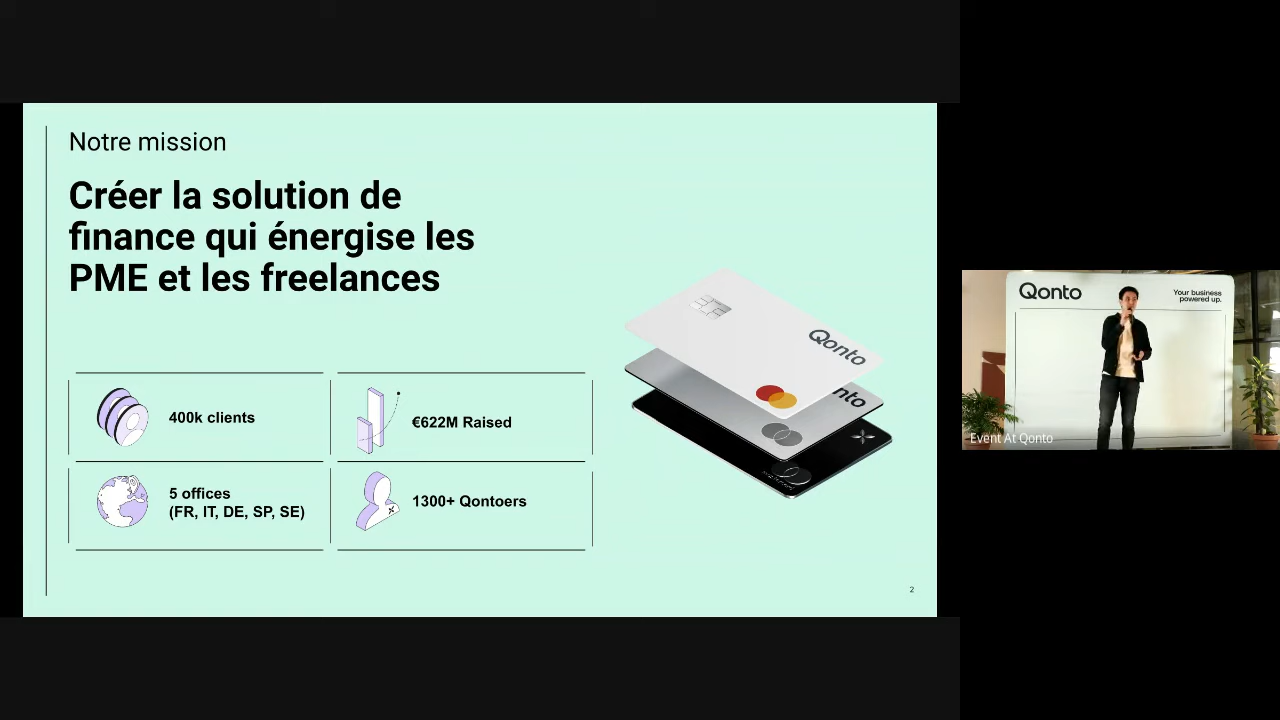 Notre mission
Créer la solution de
finance qui énergise les
PME et les freelances
400k clients
€622M Raised
5 offices
(FR, IT, DE, SP, SE)
1300+ Qontoers
Qonto
nto
2
Qonto
Your business
powered up.
Event At Qonto